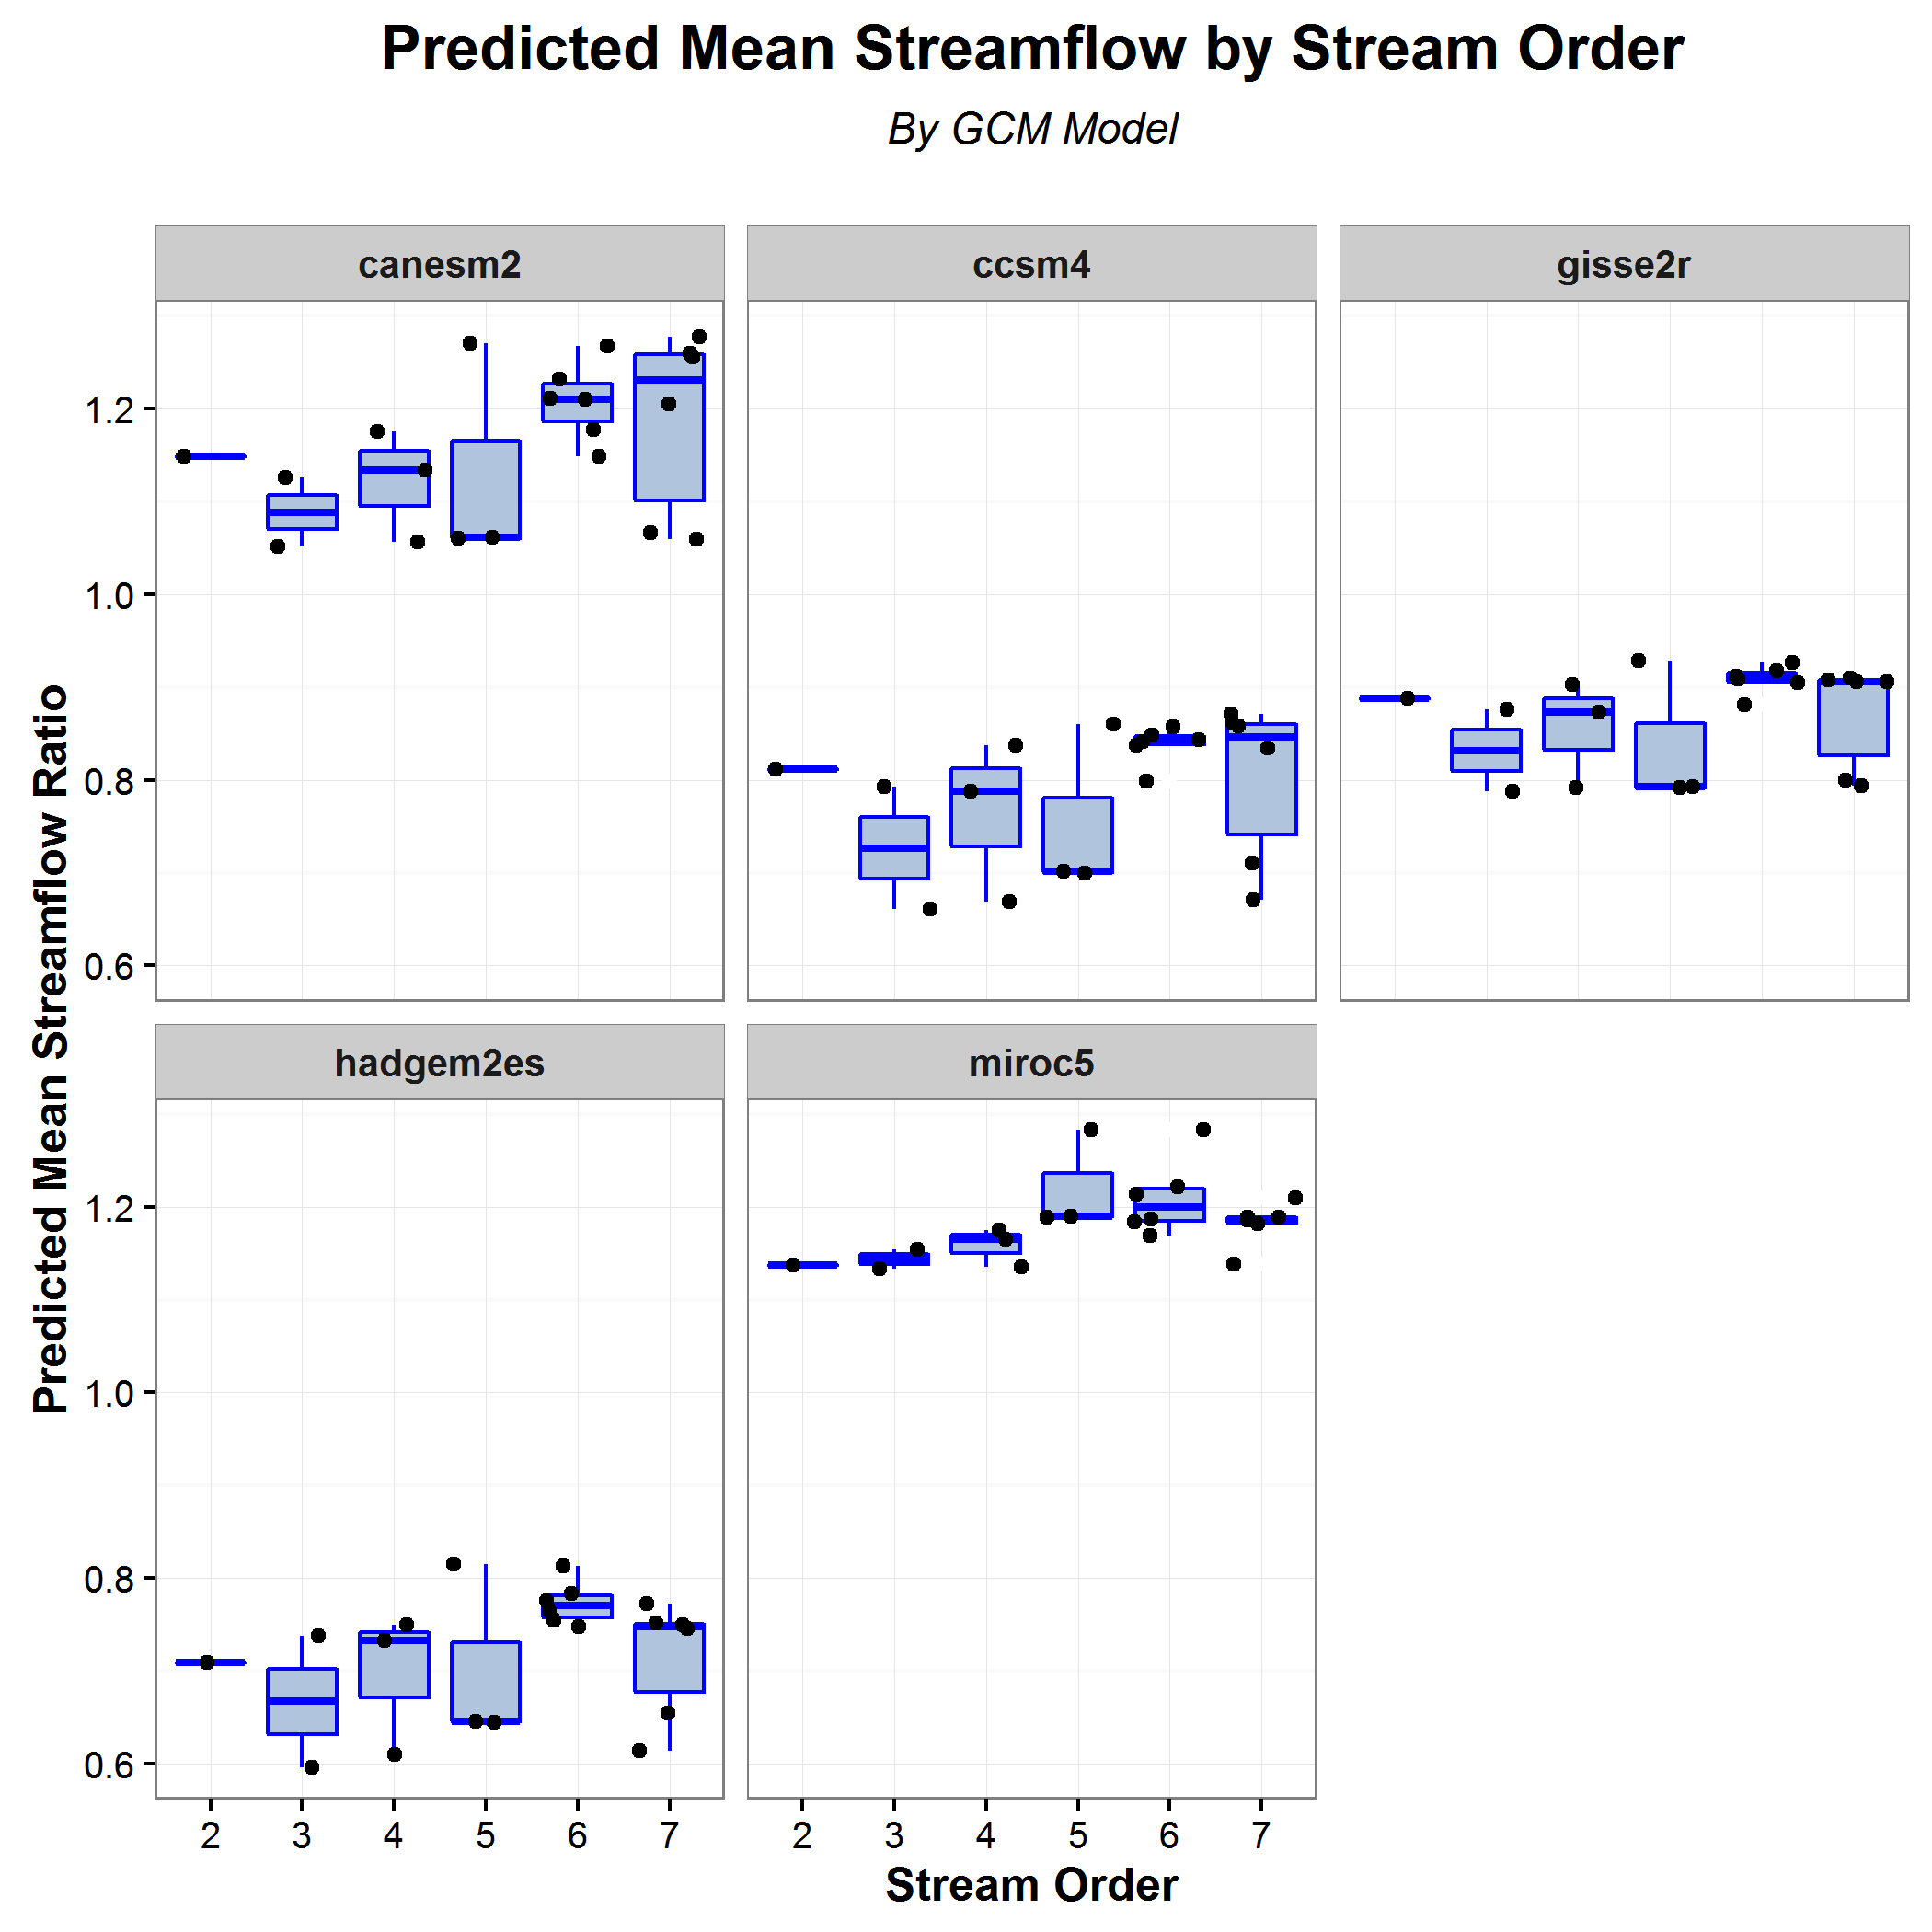 Predicted Mean Streamflow by Stream Order
By GCM Model
canesm2
ccsm4
gisse2r
1.2
1.0
0.8
0.6
Predicted Mean Streamflow Ratio
hadgem2es
miroc5
1.2
1.0
0.8
0.6
2 3 4 5 6 7
2 3 4 5 6 7
Stream Order